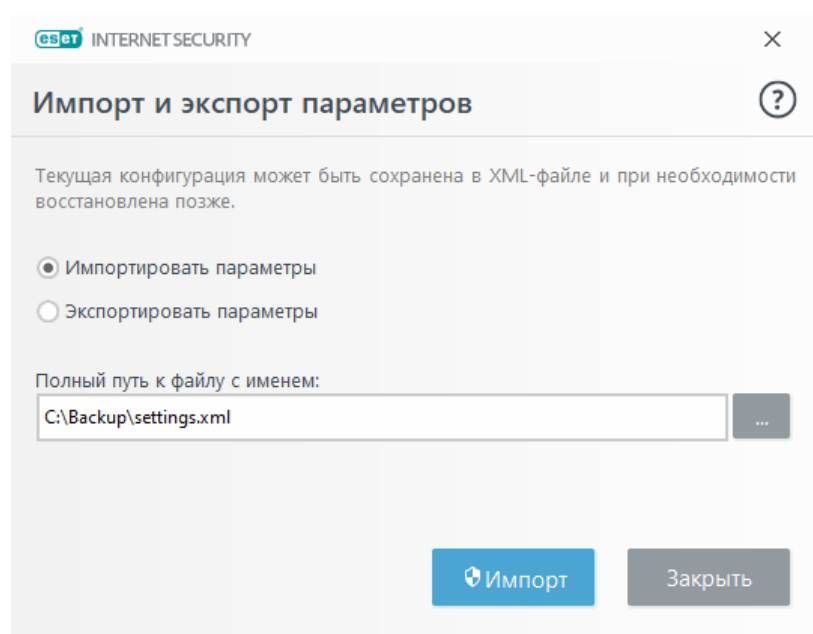 eset INTERNET SECURITY
Импорт и экспорт параметров
?
Текущая конфигурация может быть сохранена в XML-файле и при необходимости
восстановлена позже.
Импортировать параметры
Экспортировать параметры
Полный путь к файлу с именем:
C:\Backup\settings.xml
...
Импорт
Закрыть